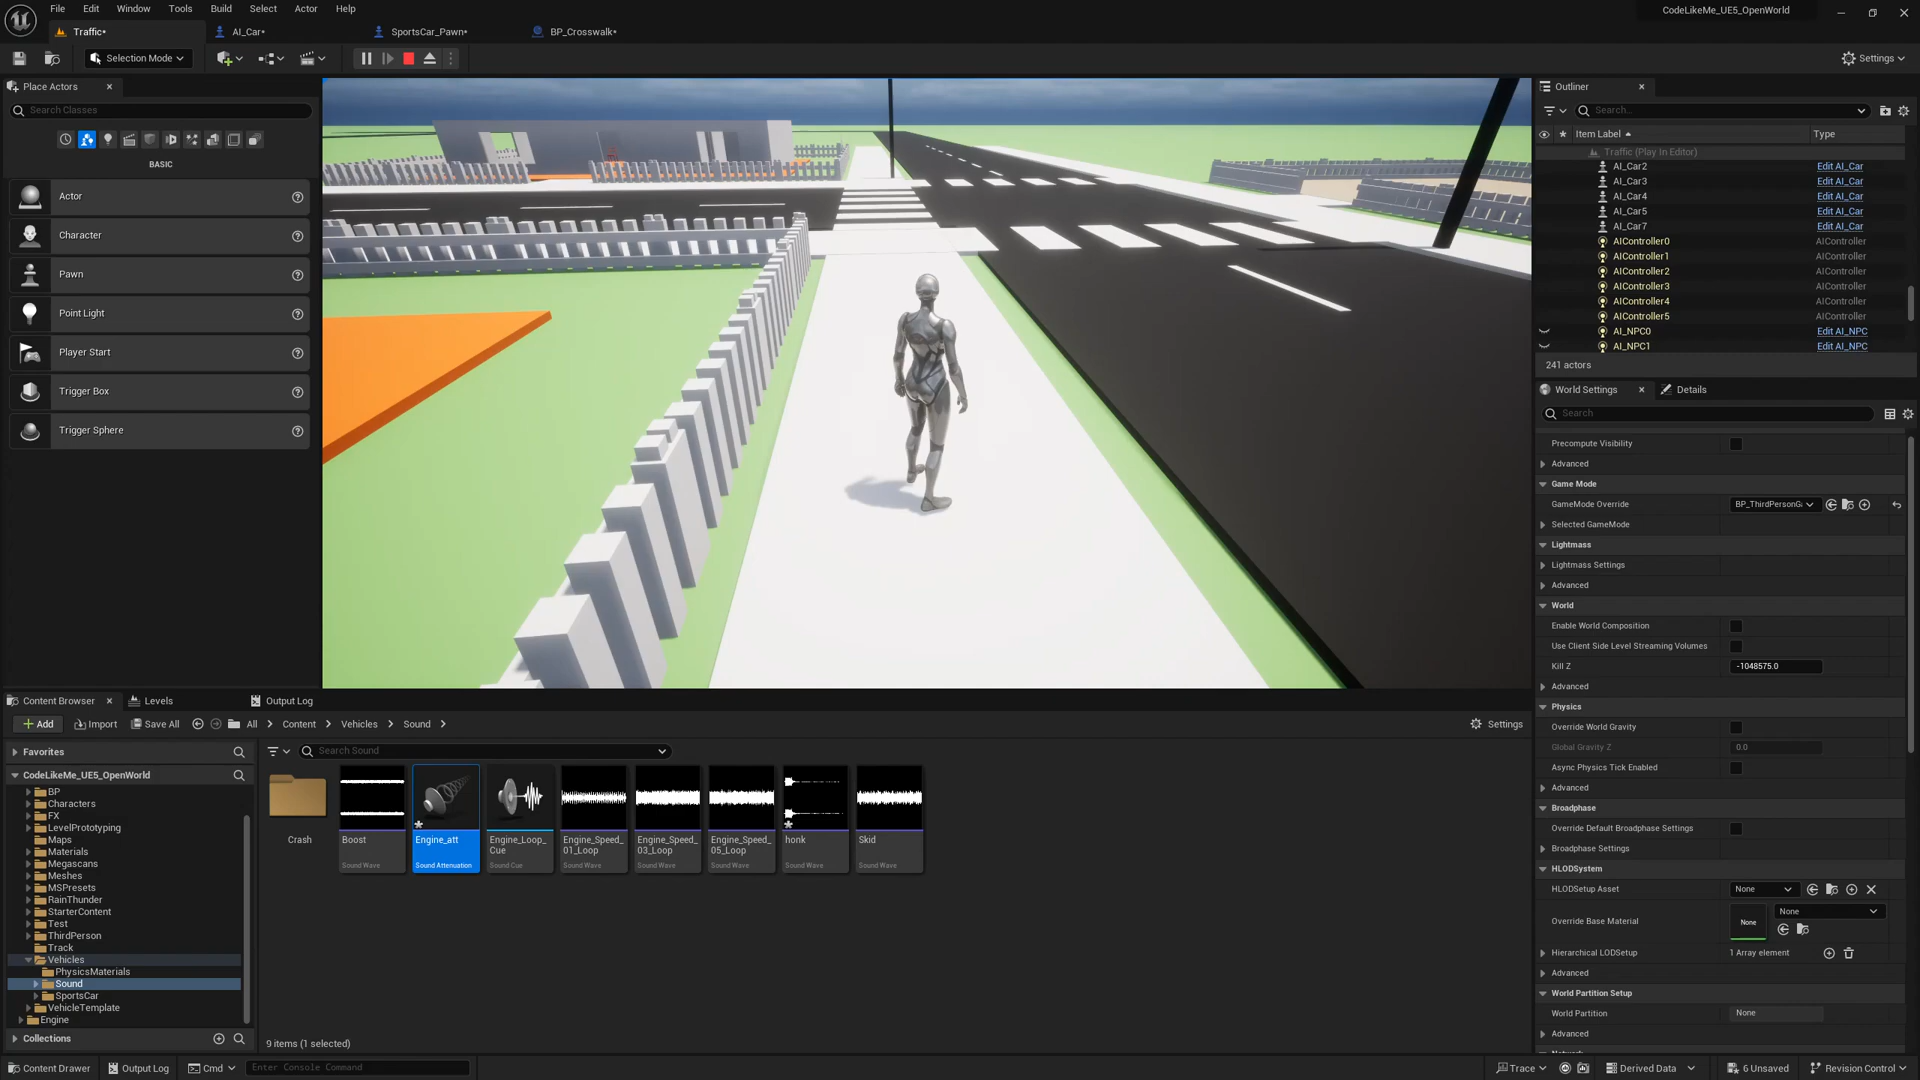 File Edit Window Tools Build Select Actor Help
CodeLikeMe_UE5_OpenWorld
Traffic* AI_Car* SportsCar_Pawn* BP_Crosswalk*
Selection Mode
Settings
Place Actors
Search Classes
BASIC
Actor
Character
Pawn
Point Light
Player Start
Trigger Box
Trigger Sphere
Outliner
Search...
Item Label Type
Traffic (Play In Editor)
AI_Car2 Edit AI_Car
AI_Car3 Edit AI_Car
AI_Car4 Edit AI_Car
AI_Car5 Edit AI_Car
AI_Car7 Edit AI_Car
AIController0 AIController
AIController1 AIController
AIController2 AIController
AIController3 AIController
AIController4 AIController
AIController5 AIController
AI_NPC0 Edit AI_NPC
AI_NPC1 Edit AI_NPC
241 actors
World Settings Details
Search
Precompute Visibility
Advanced
Game Mode
GameMode Override BP_ThirdPersonG
Selected GameMode
Lightmass
Lightmass Settings
Advanced
World
Enable World Composition
Use Client Side Level Streaming Volumes
Kill Z -1048575.0
Advanced
Physics
Override World Gravity
Global Gravity Z 0.0
Async Physics Tick Enabled
Advanced
Broadphase
Override Default Broadphase Settings
Broadphase Settings
HLODSystem
HLODSetup Asset None
Override Base Material None None
Hierarchical LODSetup 1 Array element
Advanced
World Partition Setup
World Partition None
Advanced
Content Browser Levels Output Log
Add Import Save All All Content Vehicles Sound
Settings
Favorites
Search Sound
CodeLikeMe_UE5_OpenWorld
BP
Characters
FX
LevelPrototyping
Maps
Materials
Megascans
Meshes
MSPresets
RainThunder
StarterContent
Test
ThirdPerson
Track
Vehicles
PhysicsMaterials
Sound
SportsCar
VehicleTemplate
Engine
Collections
Crash
Boost
Sound Wave
Engine_att
Sound Attenuation
Engine_Loop_
Cue
Sound Cue
Engine_Speed_
01_Loop
Sound Wave
Engine_Speed_
03_Loop
Sound Wave
Engine_Speed_
05_Loop
Sound Wave
honk
Sound Wave
Skid
Sound Wave
9 items (1 selected)
Content Drawer Output Log Cmd Enter Console Command
Trace Derived Data 6 Unsaved Revision Control